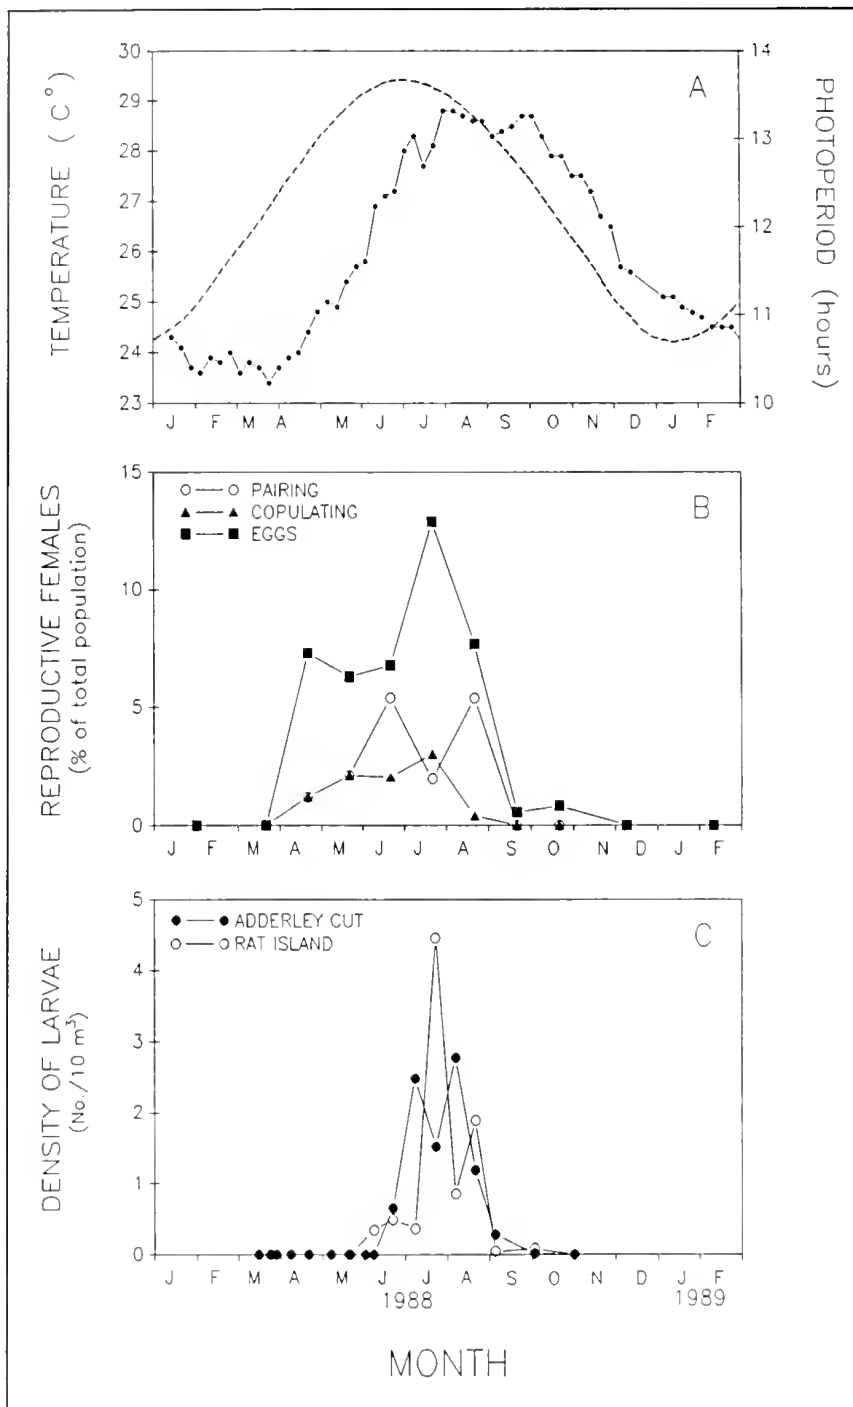 A
TEMPERATURE (C°)
30
29
28
27
26
25
24
23
14
13
12
11
10
PHOTOPERIOD (hours)
J F M A M J J A S O N D J F
B
REPRODUCTIVE FEMALES
(% of total population)
15
10
5
0
PAIRING
COPULATING
EGGS
J F M A M J J A S O N D J F
C
DENSITY OF LARVAE
(No./10 m³)
5
4
3
2
1
0
ADDERLEY CUT
RAT ISLAND
J F M A M J J A S O N D J F
1988 1989
MONTH